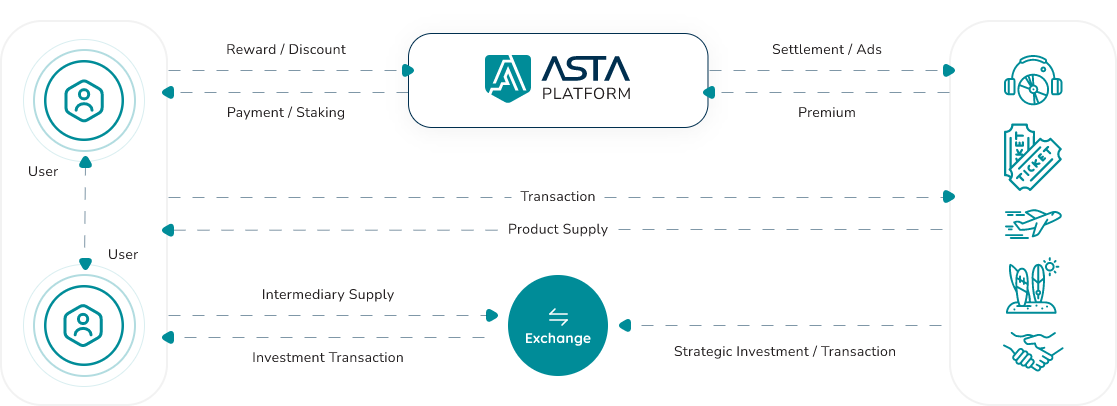 Reward / Discount
Payment / Staking
ASTA
PLATFORM
Settlement / Ads
Premium
User
User
Transaction
Product Supply
Intermediary Supply
Investment Transaction
Exchange
Strategic Investment / Transaction
TICKET